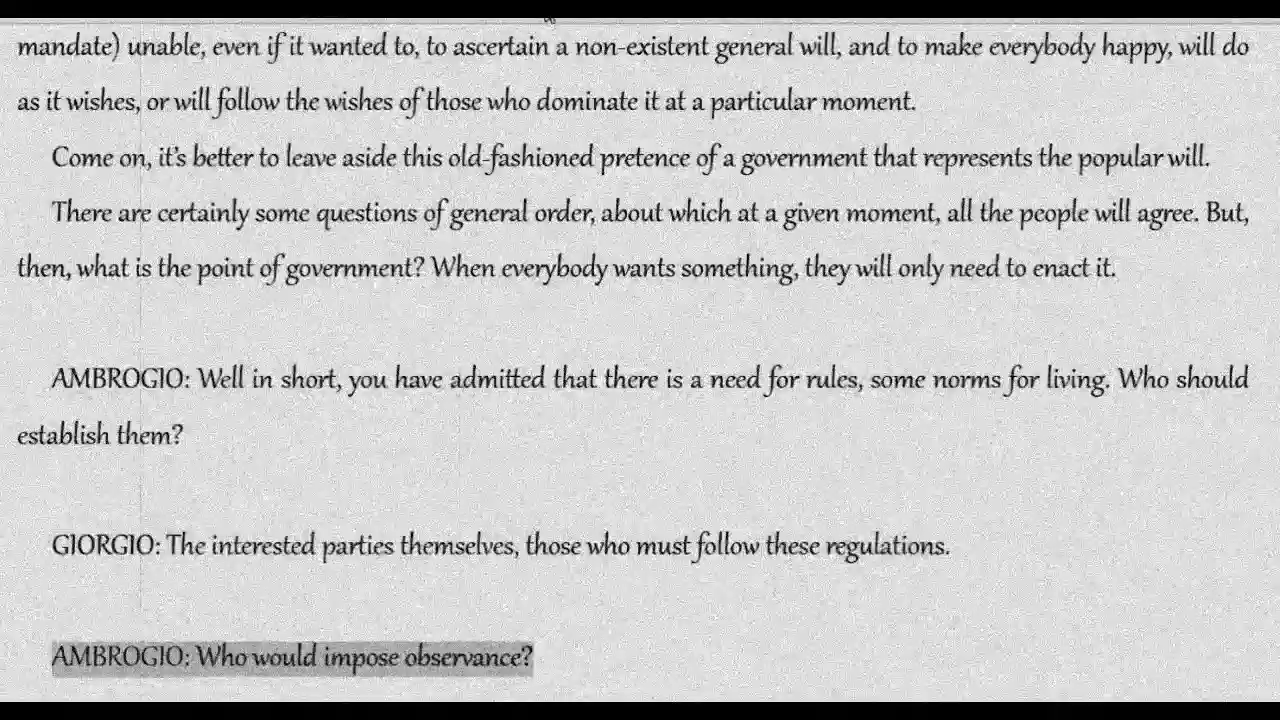 mandate) unable, even if it wanted to, to ascertain a non-existent general will, and to make everybody happy, will do
as it wishes, or will follow the wishes of those who dominate it at a particular moment.
Come on, it's better to leave aside this old-fashioned pretence of a government that represents the popular will.
There are certainly some questions of general order, about which at a given moment, all the people will agree. But,
then, what is the point of government? When everybody wants something, they will only need to enact it.
AMBROGIO: Well in short, you have admitted that there is a need for rules, some norms for living. Who should
establish them?
GIORGIO: The interested parties themselves, those who must follow these regulations.
AMBROGIO: Who would impose observance?